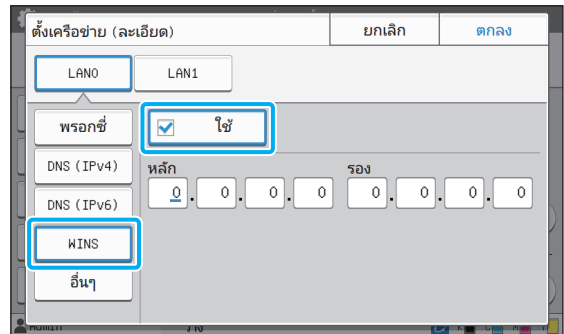 ตั้งเครือข่าย (ละเอียด) ยกเลิก ตกลง
LAN0 LAN1
พรอกซี่ ใช้
DNS (IPv4) หลัก รอง
0 . 0 . 0 . 0 0 . 0 . 0 . 0
DNS (IPv6)
WINS
อื่นๆ